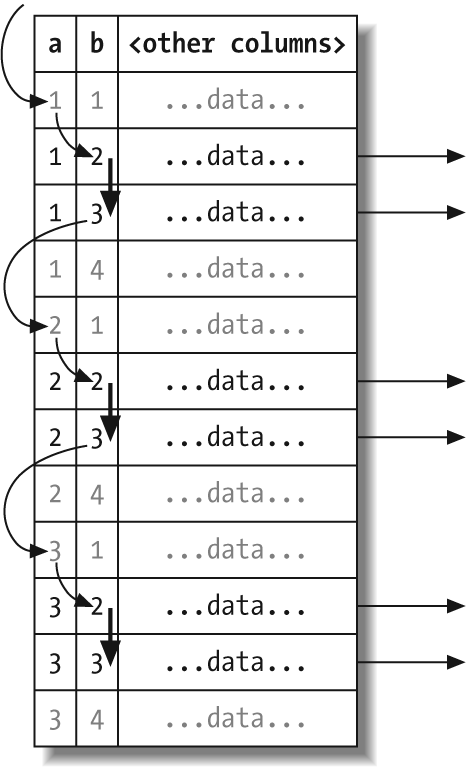 a b <other columns>
1 1 ...data...
1 2 ...data...
1 3 ...data...
1 4 ...data...
2 1 ...data...
2 2 ...data...
2 3 ...data...
2 4 ...data...
3 1 ...data...
3 2 ...data...
3 3 ...data...
3 4 ...data...